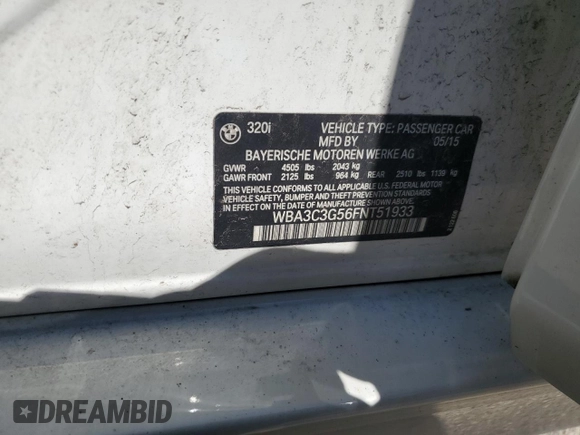 320i VEHICLE TYPE: PASSENGER CAR
MFD BY 05/15
BAYERISCHE MOTOREN WERKE AG
GVWR 4505 lbs 2043 kg
GAWR FRONT 2125 lbs 964 kg REAR 2510 lbs 1139 kg
THIS VEHICLE CONFORMS TO ALL APPLICABLE U.S. FEDERAL MOTOR
VEHICLE SAFETY, BUMPER, AND THEFT PREVENTION STANDARDS
IN EFFECT ON THE DATE OF MANUFACTURE SHOWN ABOVE.
WBA3C3G56FNT51933
DREAMBID